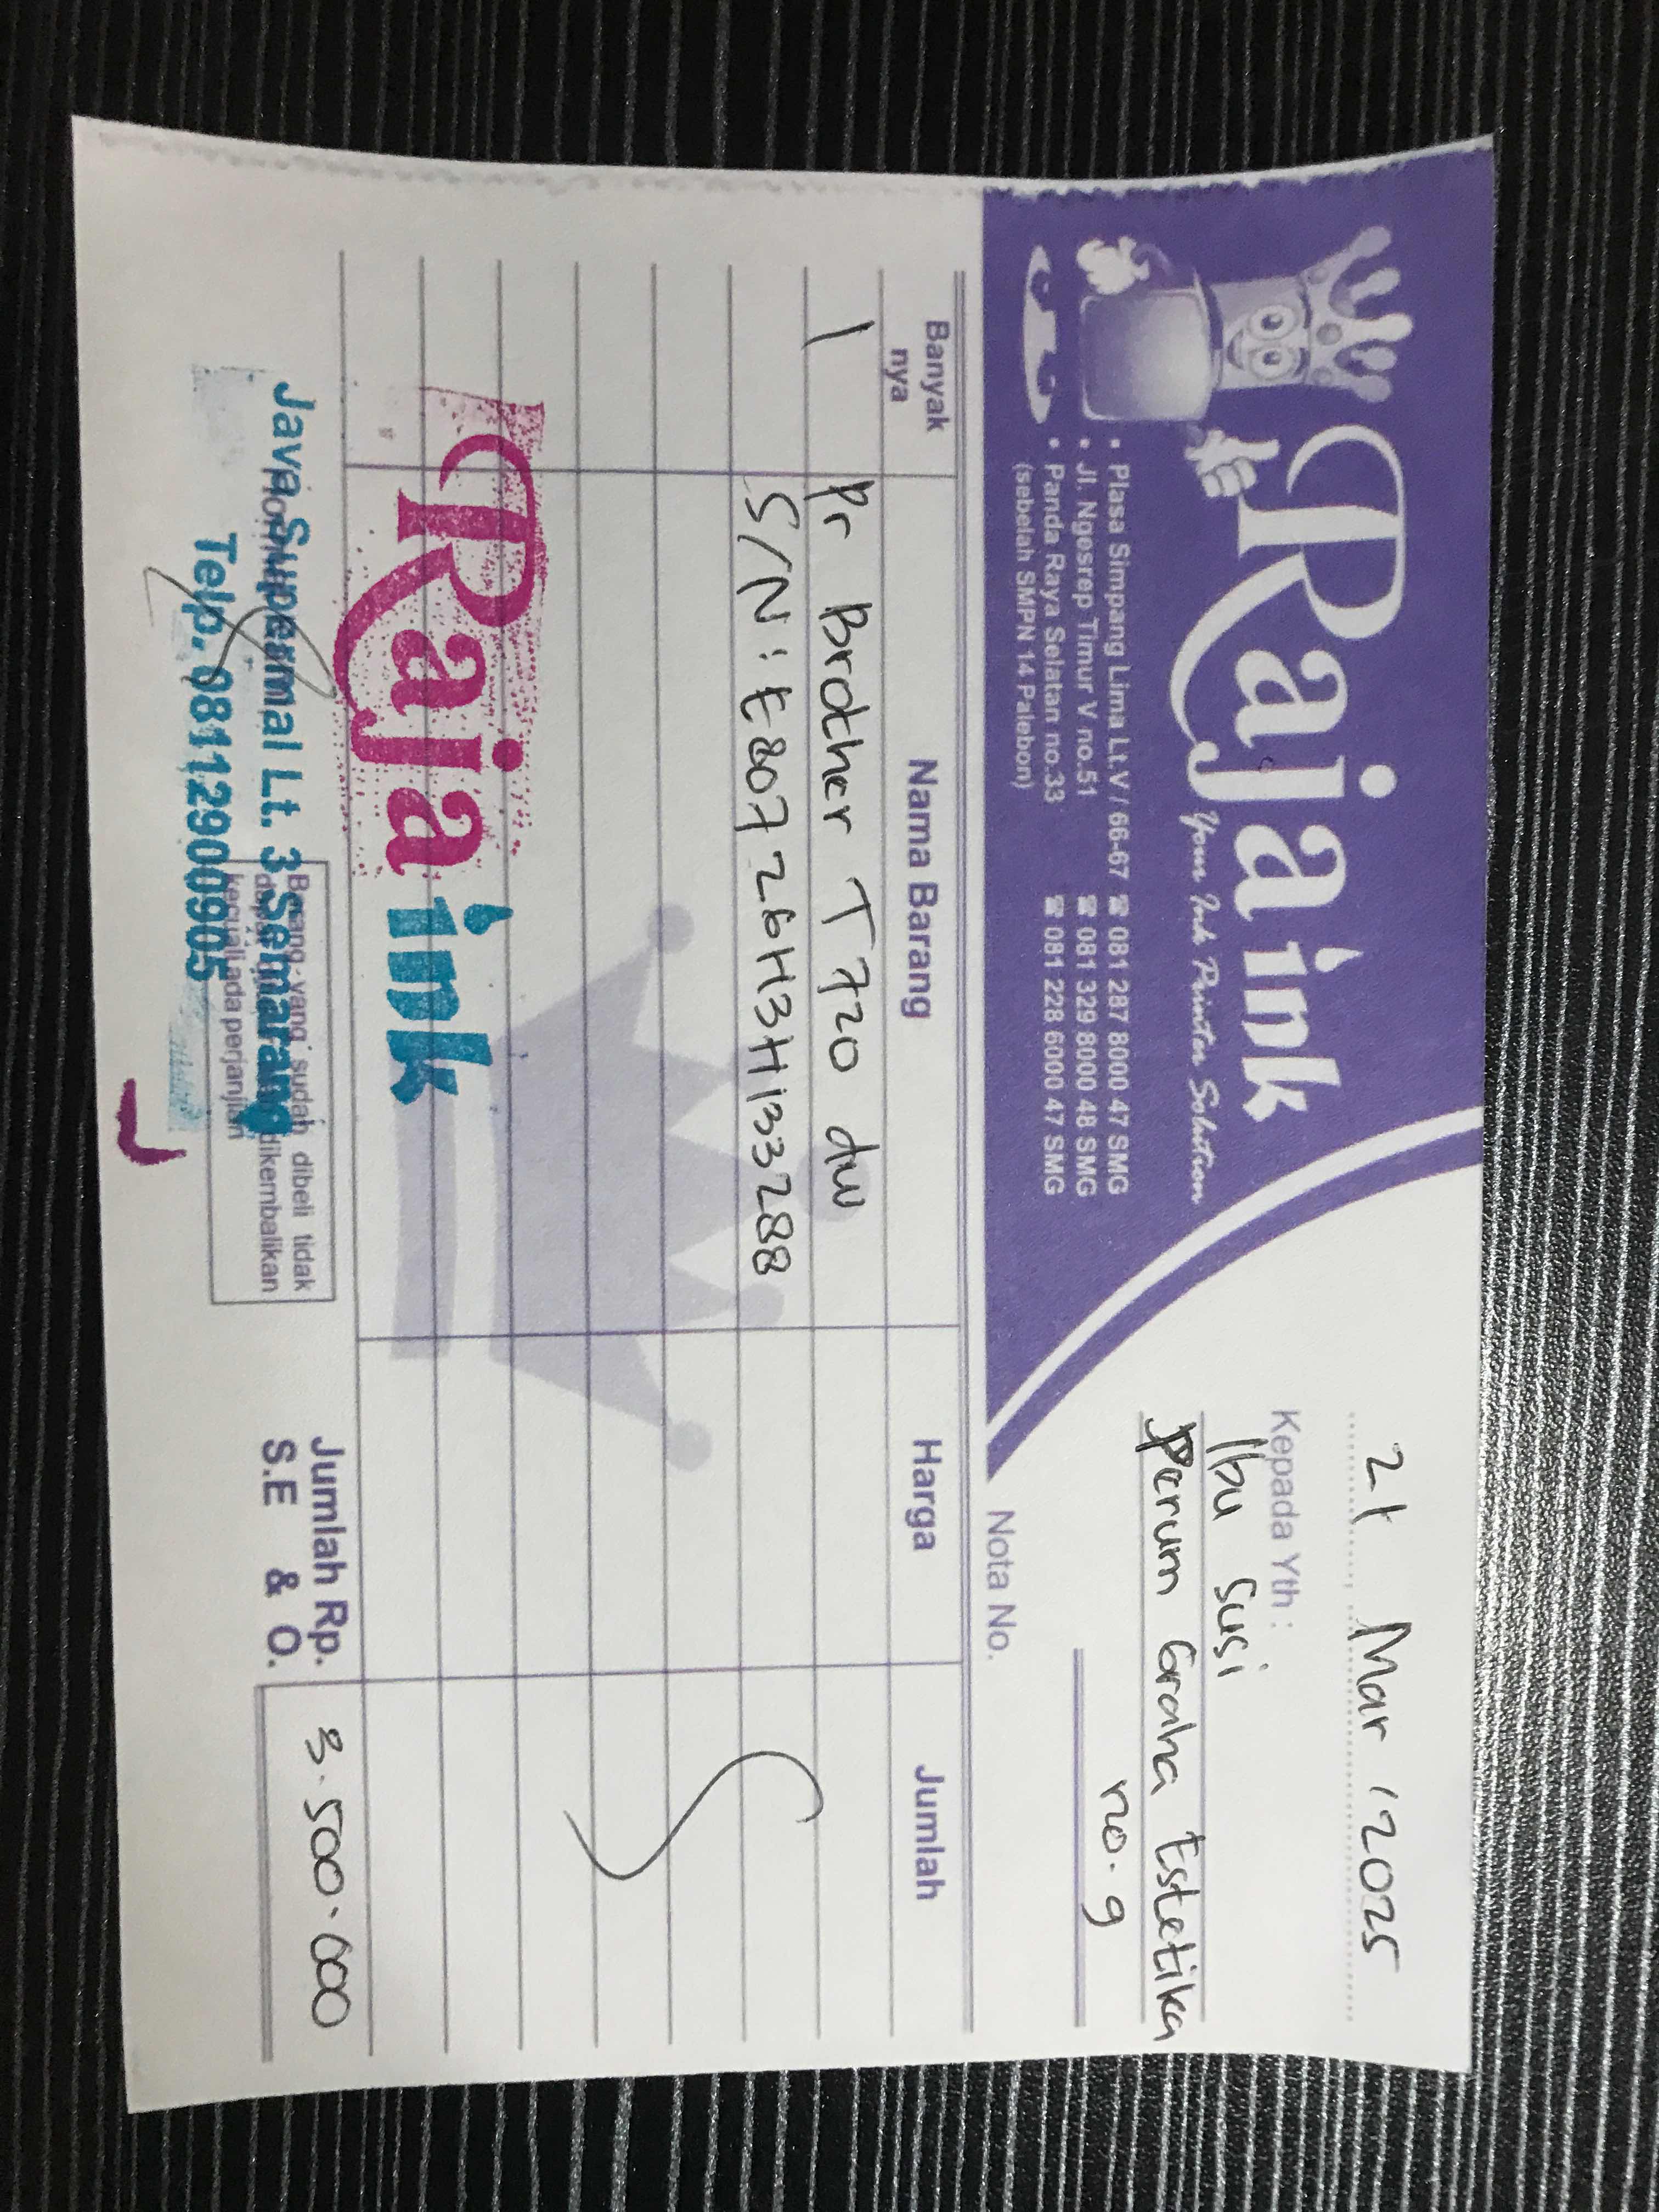 Raja ink
Your Ink Printer Solution
• Plasa Simpang Lima Lt.V / 66-67 ☎ 081 287 8000 47 SMG
• Jl. Ngesrep Timur V no.51 ☎ 081 329 8000 48 SMG
• Panda Raya Selatan no.33 ☎ 081 228 6000 47 SMG
(sebelah SMPN 14 Palebon)
21 Mar, 2025
Kepada Yth :
Ibu Susi
Perum Graha Estetika
no. 9
Nota No.
Banyak nya Nama Barang Harga Jumlah
1 Pr Brother T720 dw
S/N : E80726H3H133288
Raja ink
Java Supermal Lt. 3 Semarang
Telp. 08112900905
Barang-yang sudah dibeli tidak
dikembalikan
kecuali ada perjanjian
Jumlah Rp. 3.500.000
S.E & O.